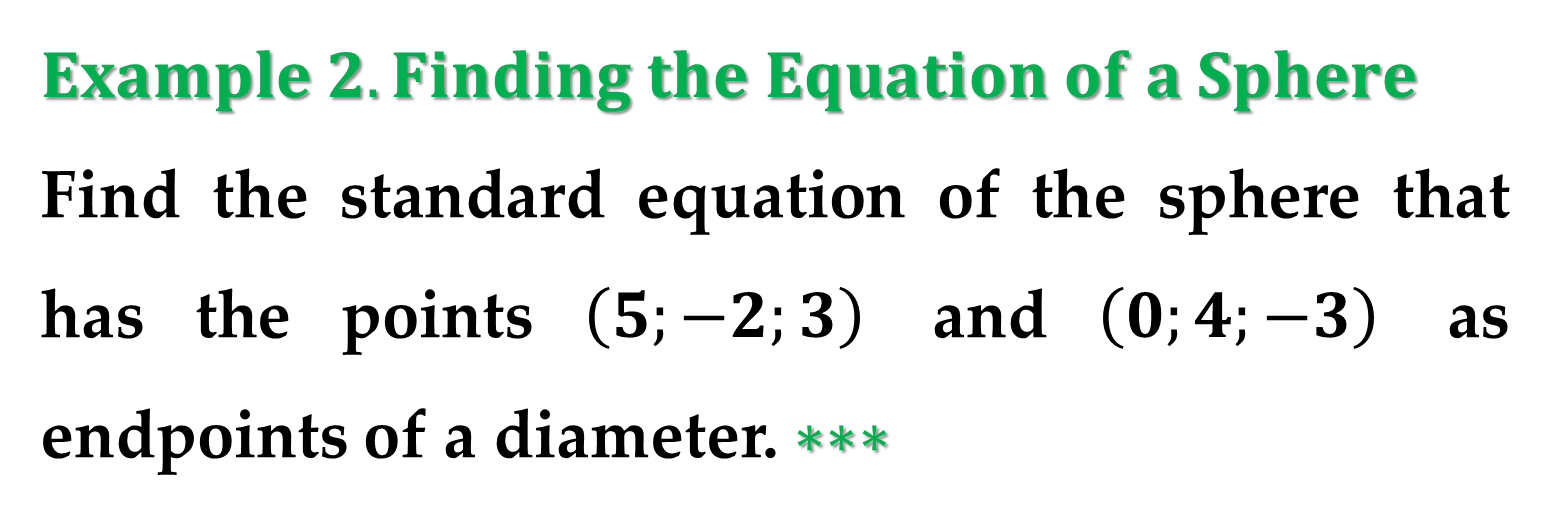 Example 2. Finding the Equation of a Sphere
Find the standard equation of the sphere that
has the points (5; −2; 3) and (0; 4; −3) as
endpoints of a diameter. ***